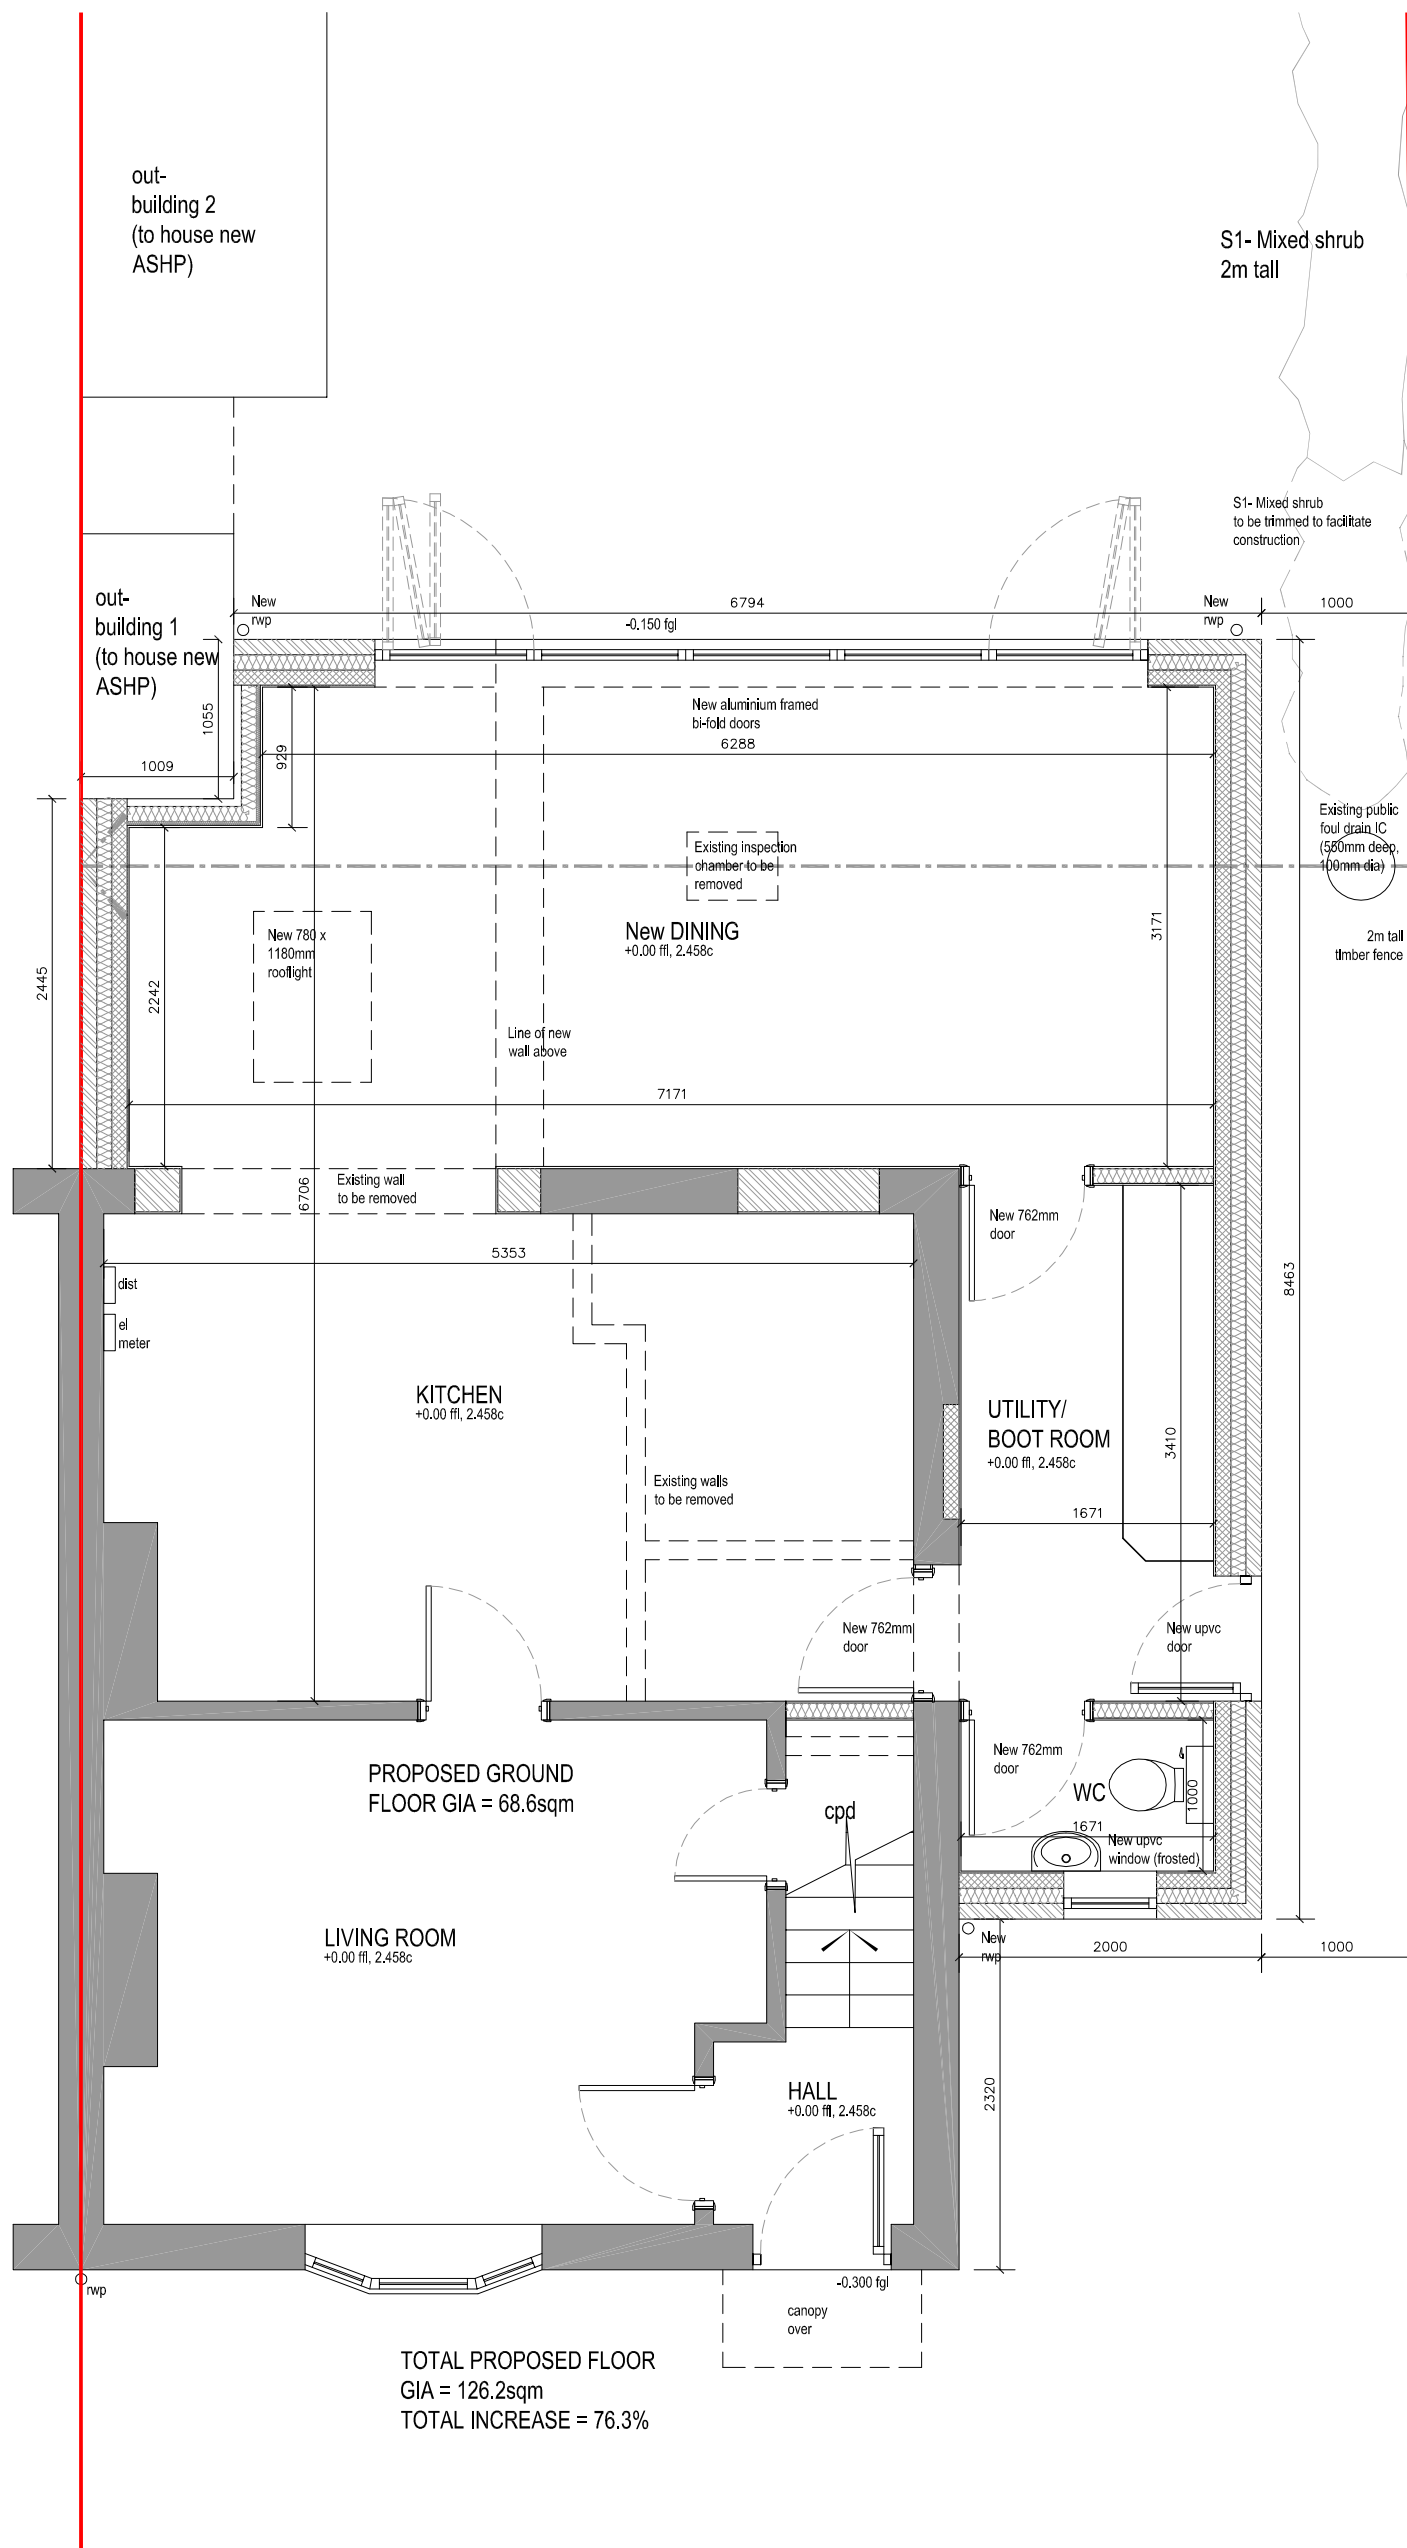 out-
building 2
(to house new
ASHP)
S1- Mixed shrub
2m tall
S1- Mixed shrub
to be trimmed to facilitate
construction
out-
building 1
(to house new
ASHP)
New
rwp
6794
New
rwp
1000
-0.150 fgl
1055
929
New aluminium framed
bi-fold doors
6288
1009
Existing public
foul drain IC
(550mm deep,
100mm dia)
Existing inspection
chamber to be
removed
New 780 x
1180mm
rooflight
New DINING
+0.00 ffl, 2.458c
3171
2m tall
timber fence
2445
2242
Line of new
wall above
7171
Existing wall
to be removed
6706
New 762mm
door
5353
8463
dist
el
meter
KITCHEN
+0.00 ffl, 2.458c
UTILITY/
BOOT ROOM
+0.00 ffl, 2.458c
3410
Existing walls
to be removed
1671
New 762mm
door
New upvc
door
PROPOSED GROUND
FLOOR GIA = 68.6sqm
New 762mm
door
WC
1000
cpd
1671
New upvc
window (frosted)
LIVING ROOM
+0.00 ffl, 2.458c
New
rwp
2000
1000
2320
HALL
+0.00 ffl, 2.458c
rwp
-0.300 fgl
canopy
over
TOTAL PROPOSED FLOOR
GIA = 126.2sqm
TOTAL INCREASE = 76.3%